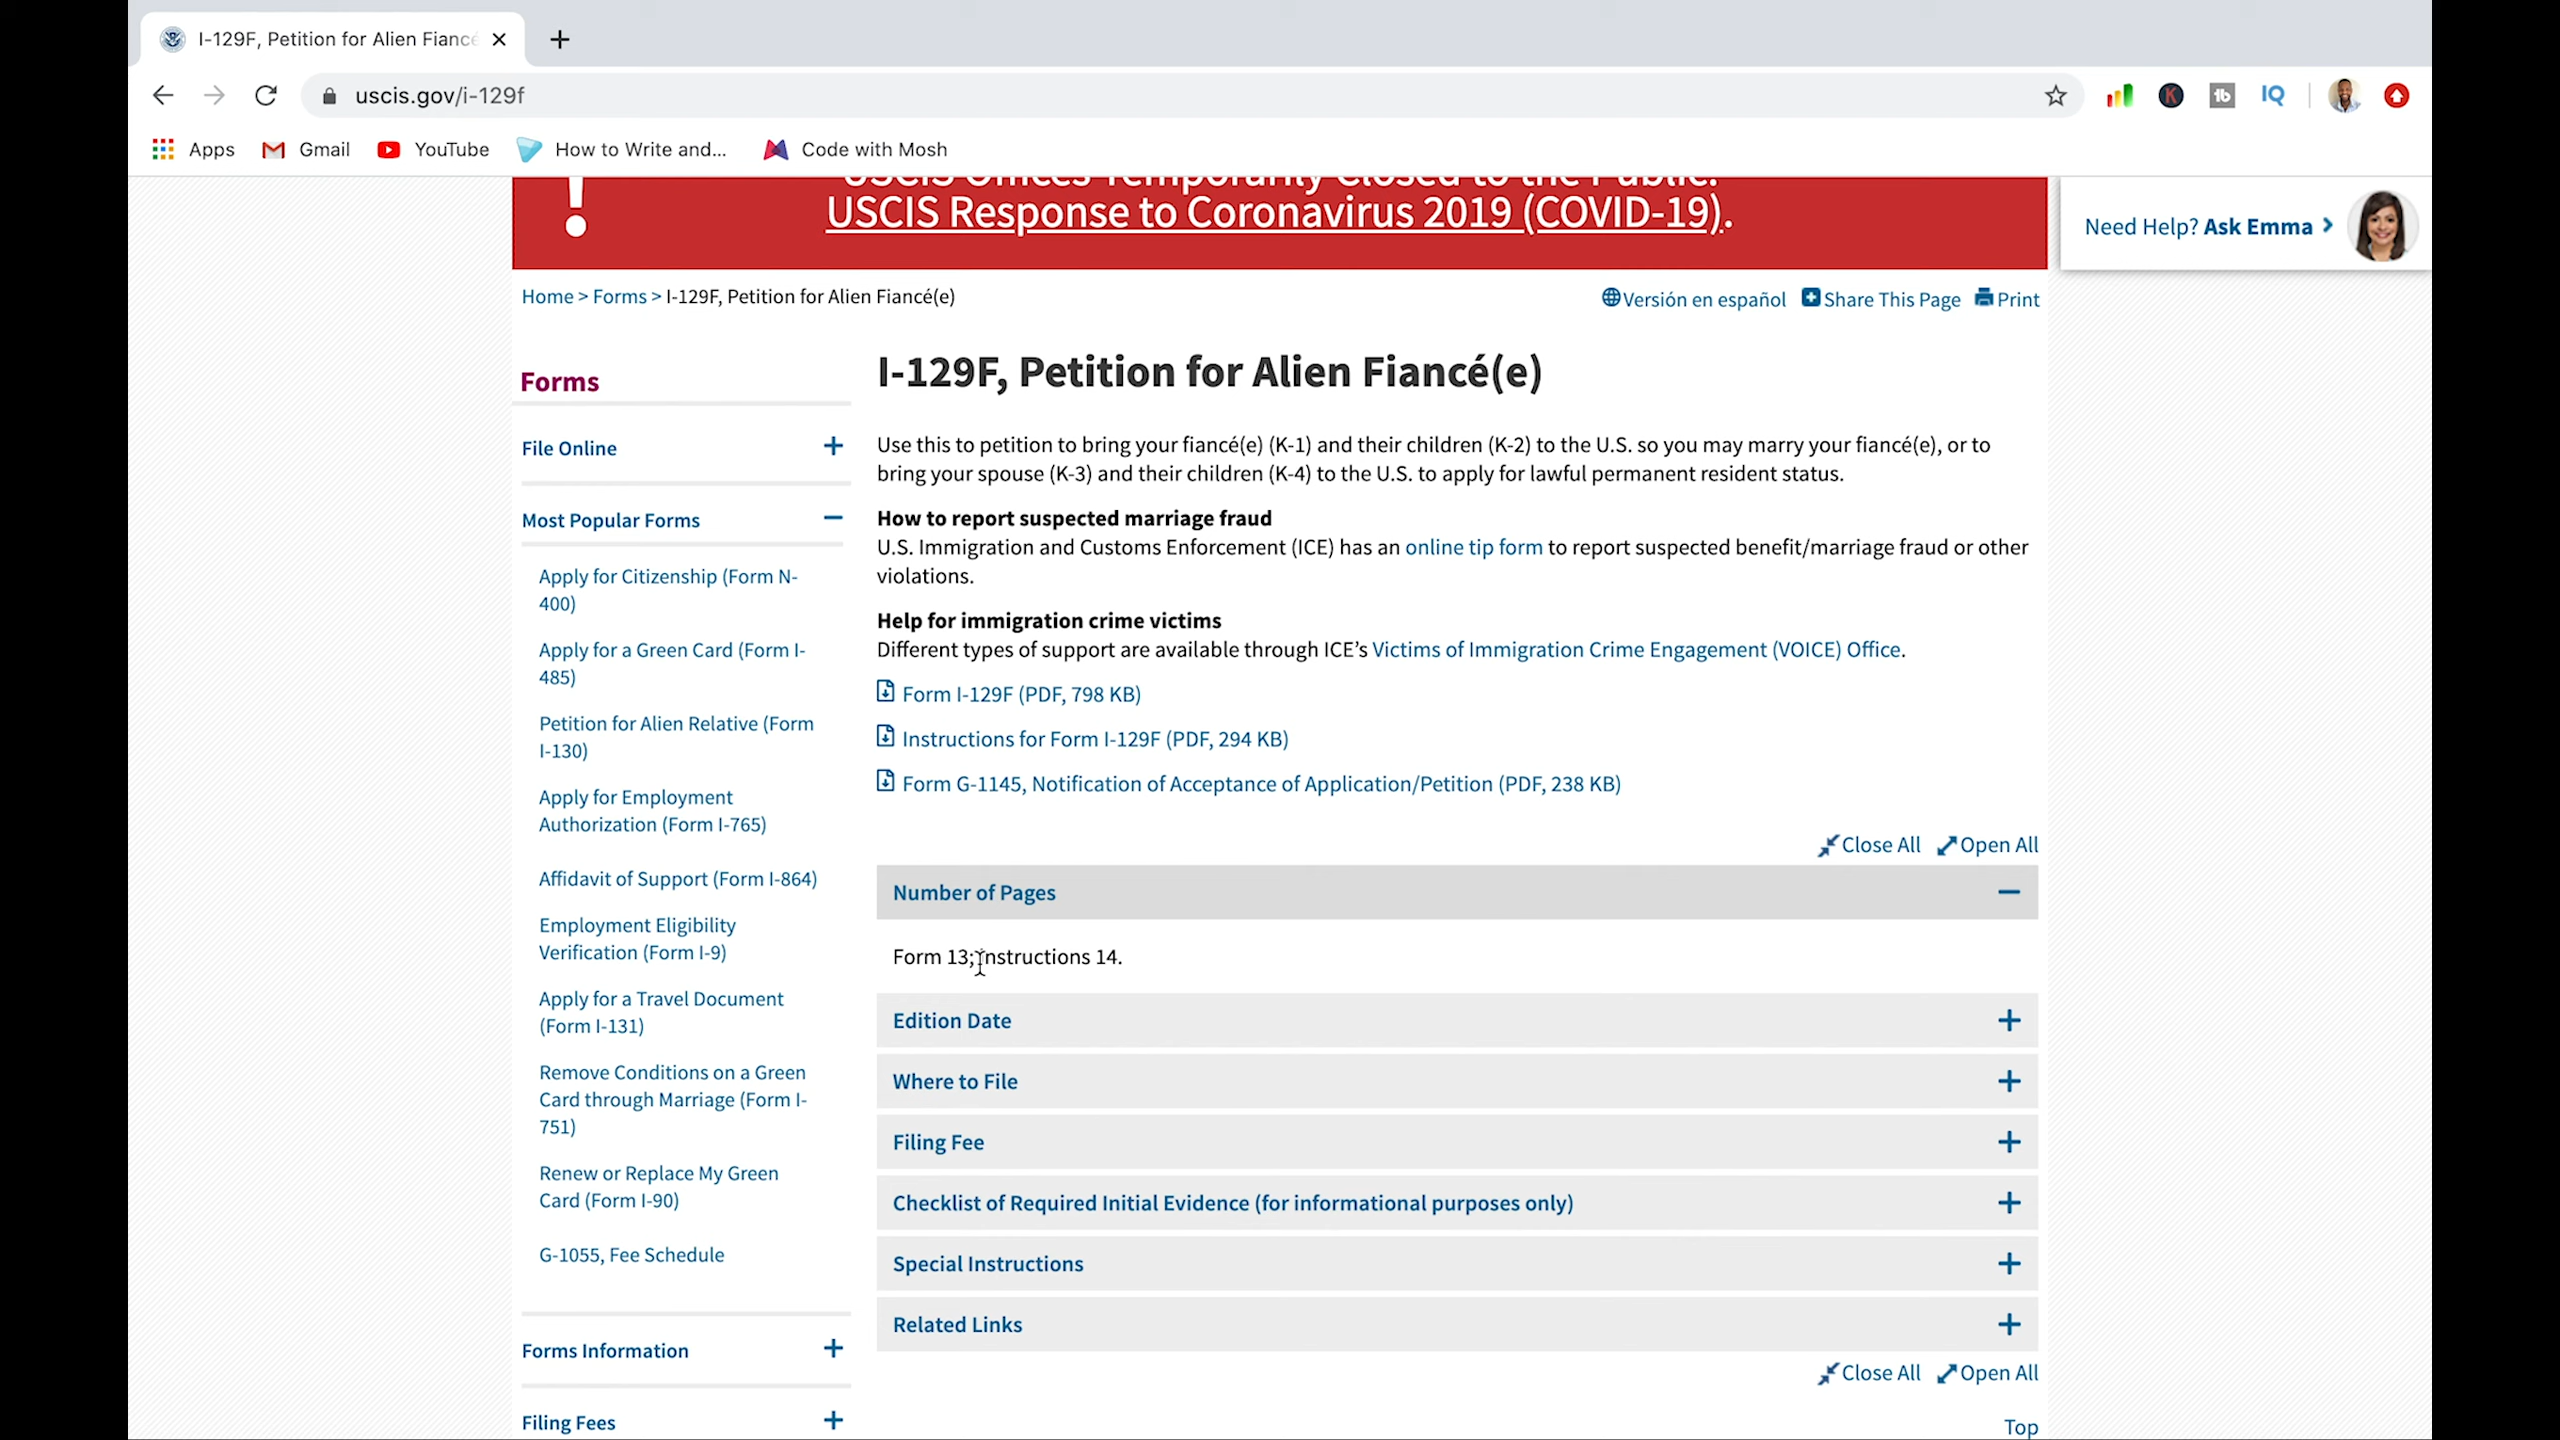 I-129F, Petition for Alien Fiancé
uscis.gov/i-129f
IQ
Apps
Gmail
YouTube
How to Write and...
Code with Mosh
USCIS Offices Temporarily Closed to the Public.
USCIS Response to Coronavirus 2019 (COVID-19).
Need Help? Ask Emma
Home > Forms > I-129F, Petition for Alien Fiancé(e)
Versión en español
Share This Page
Print
Forms
File Online
Most Popular Forms
Apply for Citizenship (Form N-
400)
Apply for a Green Card (Form I-
485)
Petition for Alien Relative (Form
I-130)
Apply for Employment
Authorization (Form I-765)
Affidavit of Support (Form I-864)
Employment Eligibility
Verification (Form I-9)
Apply for a Travel Document
(Form I-131)
Remove Conditions on a Green
Card through Marriage (Form I-
751)
Renew or Replace My Green
Card (Form I-90)
G-1055, Fee Schedule
Forms Information
Filing Fees
I-129F, Petition for Alien Fiancé(e)
Use this to petition to bring your fiancé(e) (K-1) and their children (K-2) to the U.S. so you may marry your fiancé(e), or to
bring your spouse (K-3) and their children (K-4) to the U.S. to apply for lawful permanent resident status.
How to report suspected marriage fraud
U.S. Immigration and Customs Enforcement (ICE) has an online tip form to report suspected benefit/marriage fraud or other
violations.
Help for immigration crime victims
Different types of support are available through ICE's Victims of Immigration Crime Engagement (VOICE) Office.
Form I-129F (PDF, 798 KB)
Instructions for Form I-129F (PDF, 294 KB)
Form G-1145, Notification of Acceptance of Application/Petition (PDF, 238 KB)
Close All
Open All
Number of Pages
Form 13; instructions 14.
Edition Date
Where to File
Filing Fee
Checklist of Required Initial Evidence (for informational purposes only)
Special Instructions
Related Links
Close All
Open All
Top